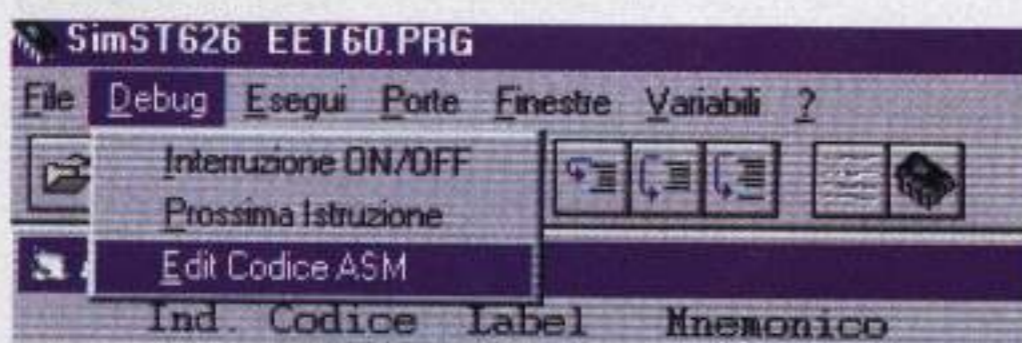 SimST626 EET60.PRG
File Debug Esegui Porte Finestre Variabili ?
Interruzione ON/OFF
Prossima Istruzione
Edit Codice ASM
Ind. Codice Label Mnemonico